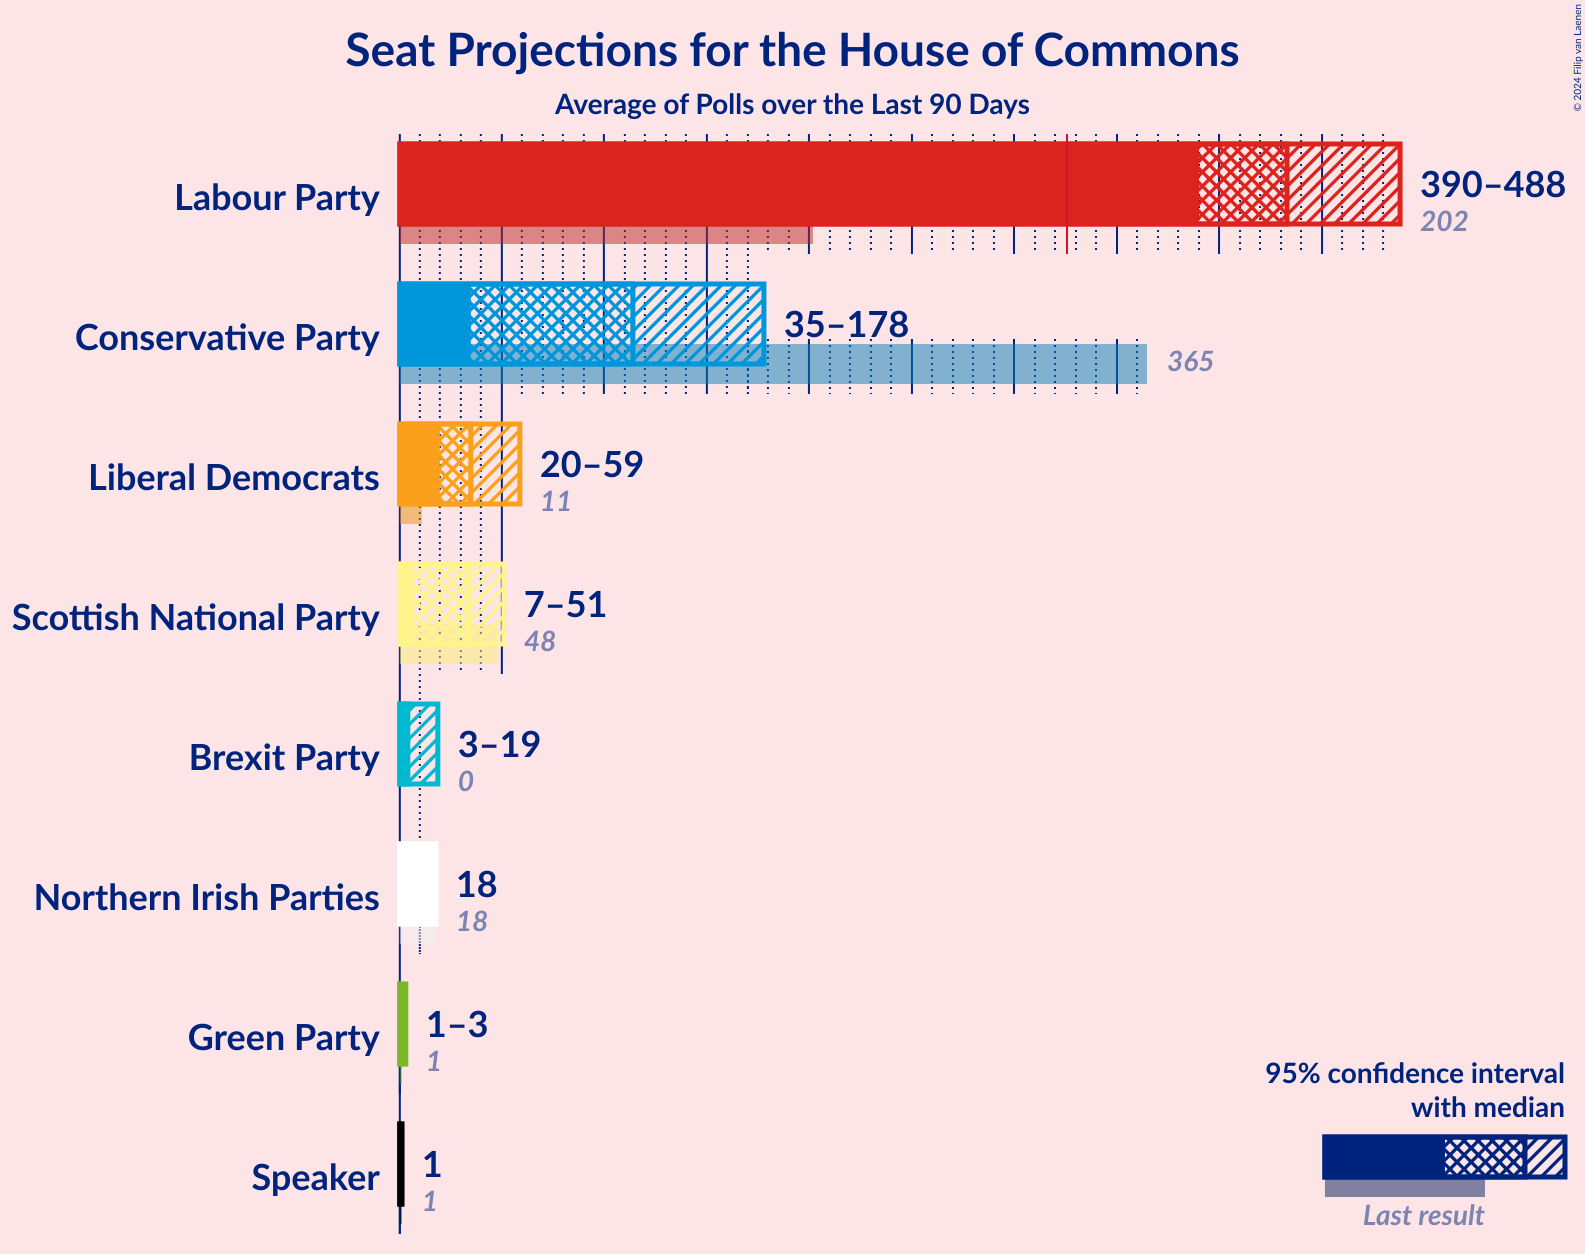 Seat Projections for the House of Commons
Average of Polls over the Last 90 Days
© 2024 Filip van Laenen
Labour Party
390–488
202
Conservative Party
35–178
365
Liberal Democrats
20–59
11
Scottish National Party
7–51
48
Brexit Party
3–19
0
Northern Irish Parties
18
18
Green Party
1–3
1
Speaker
1
1
95% confidence interval
with median
Last result